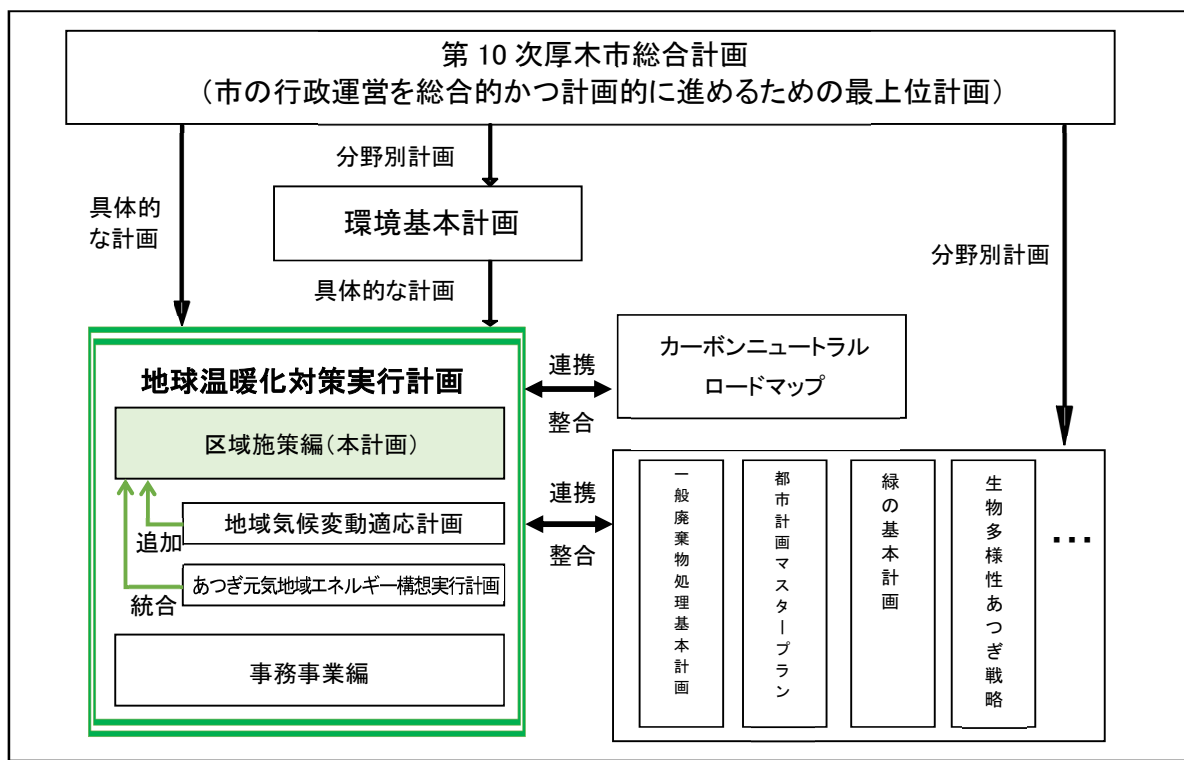 第 10 次厚木市総合計画
（市の行政運営を総合的かつ計画的に進めるための最上位計画）
分野別計画
具体的
な計画
環境基本計画
分野別計画
具体的な計画
地球温暖化対策実行計画
区域施策編（本計画）
地域気候変動適応計画
追加
あつぎ元気地域エネルギー構想実行計画
統合
事務事業編
連携
整合
カーボンニュートラル
ロードマップ
連携
整合
一般廃棄物処理基本計画
都市計画マスタープラン
緑の基本計画
生物多様性あつぎ戦略
…